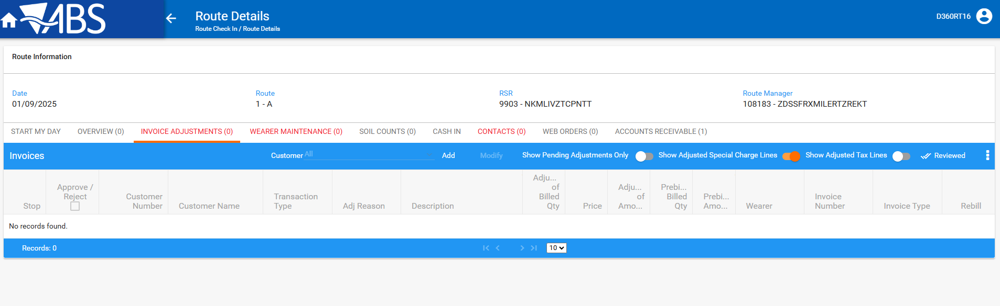 ABS
Route Details
Route Check In / Route Details
D360RT16
Route Information
Date
01/09/2025
Route
1 - A
RSR
9903 - NKMLIVZTCPNTT
Route Manager
108183 - ZDSSFRXMILERTZREKT
START MY DAY OVERVIEW (0) INVOICE ADJUSTMENTS (0) WEARER MAINTENANCE (0) SOIL COUNTS (0) CASH IN CONTACTS (0) WEB ORDERS (0) ACCOUNTS RECEIVABLE (1)
Invoices Customer All Add Modify Show Pending Adjustments Only Show Adjusted Special Charge Lines Show Adjusted Tax Lines Reviewed
Stop
Approve /
Reject
Customer
Number
Customer Name
Transaction
Type
Adj Reason
Description
Adju...
of
Billed
Qty
Price
Adju...
of
Amo...
Prebi...
Billed
Qty
Prebi...
Amo...
Wearer
Invoice
Number
Invoice Type
Rebill
No records found.
Records: 0
10